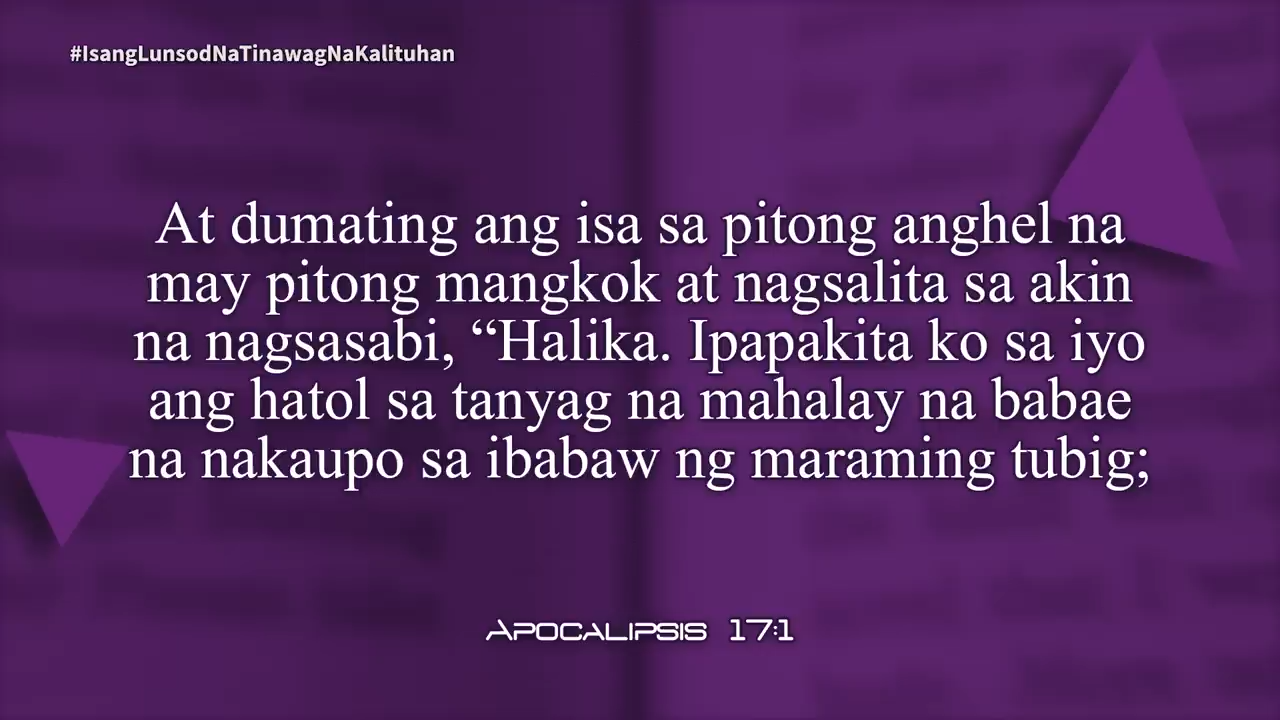 #IsangLunsodNaTinawagNaKalituhan
At dumating ang isa sa pitong anghel na
may pitong mangkok at nagsalita sa akin
na nagsasabi, “Halika. Ipapakita ko sa iyo
ang hatol sa tanyag na mahalay na babae
na nakaupo sa ibabaw ng maraming tubig;
Apocalipsis 17:1